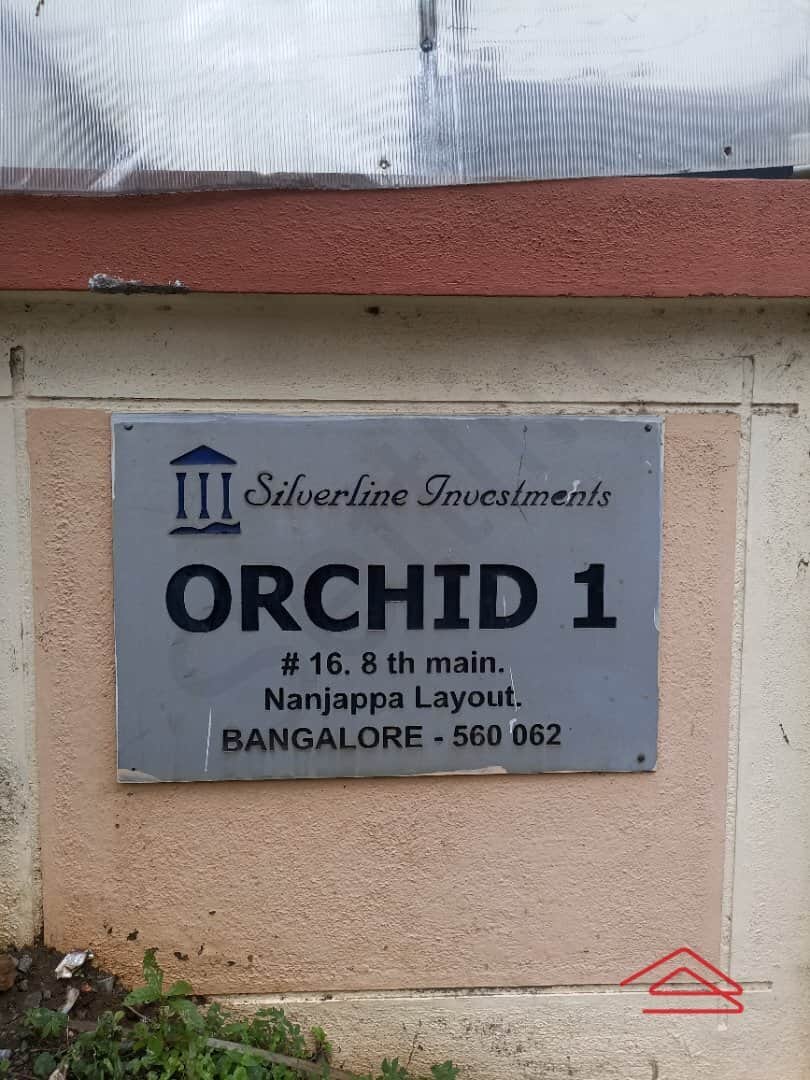 Silverline Investments
ORCHID 1
# 16. 8 th main.
Nanjappa Layout.
BANGALORE - 560 062